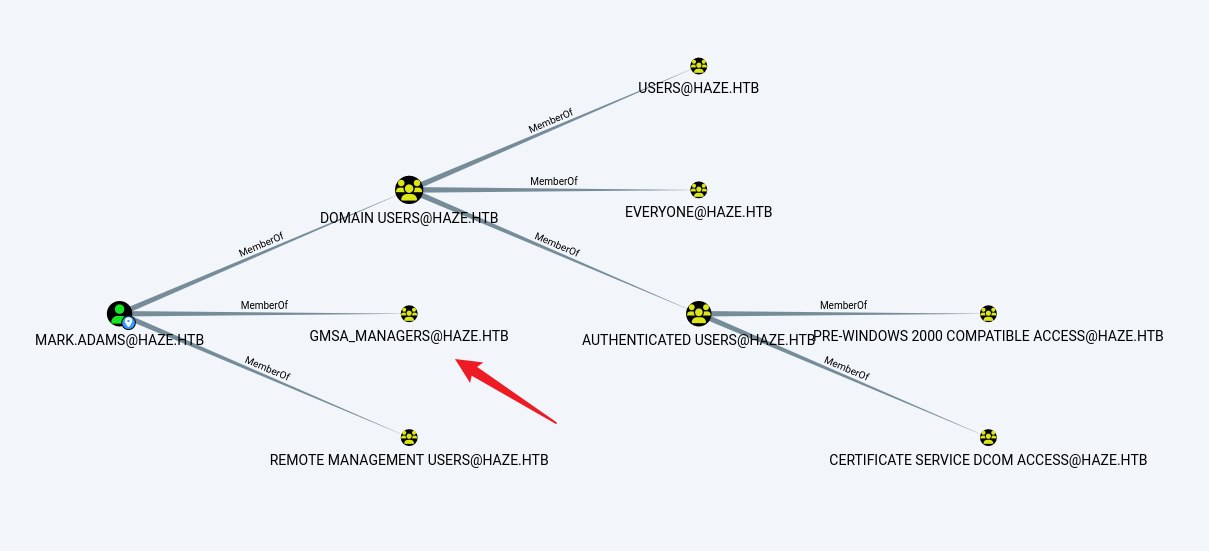 USERS@HAZE.HTB
MemberOf
MemberOf
EVERYONE@HAZE.HTB
DOMAIN USERS@HAZE.HTB
MemberOf
MemberOf
MemberOf
MemberOf
MARK.ADAMS@HAZE.HTB
GMSA_MANAGERS@HAZE.HTB
AUTHENTICATED USERS@HAZE.HTB
PRE-WINDOWS 2000 COMPATIBLE ACCESS@HAZE.HTB
MemberOf
MemberOf
REMOTE MANAGEMENT USERS@HAZE.HTB
CERTIFICATE SERVICE DCOM ACCESS@HAZE.HTB